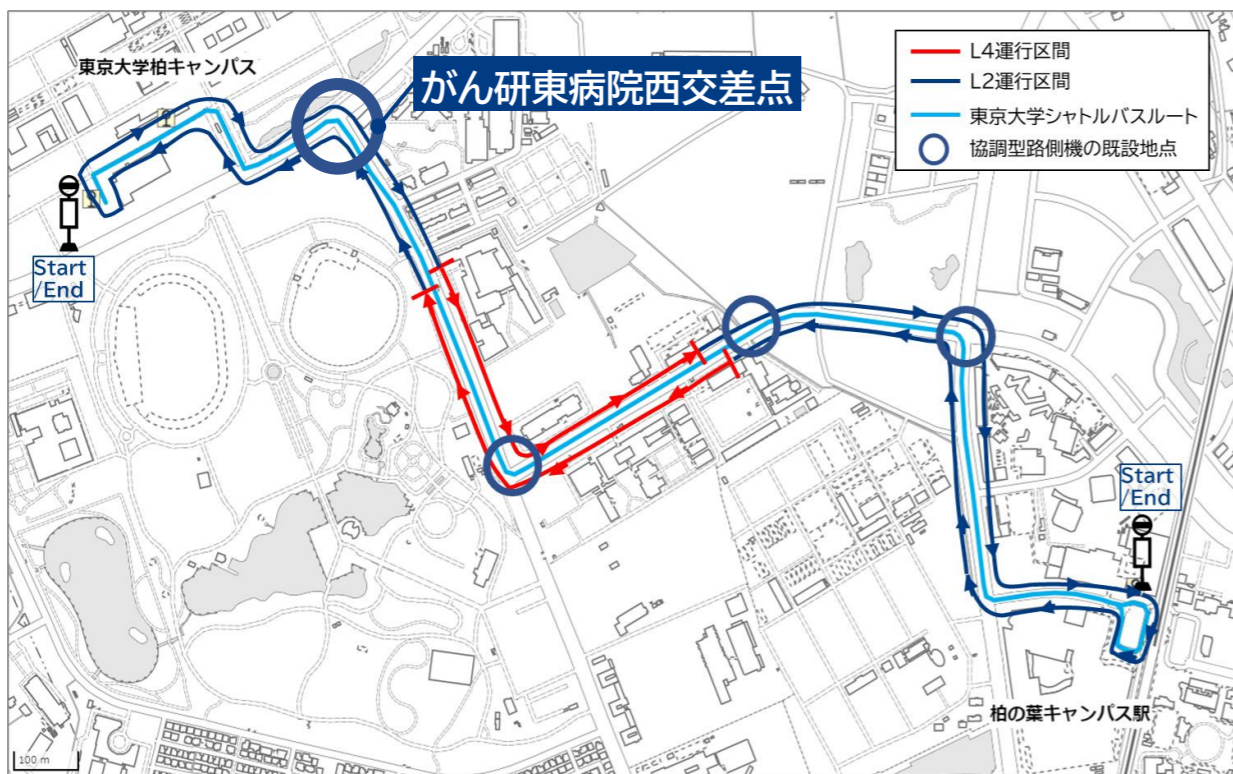 東京大学柏キャンパス
がん研東病院西交差点
L4運行区間
L2運行区間
東京大学シャトルバスルート
協調型路側機の既設地点
Start
/End
Start
/End
柏の葉キャンパス駅
100 m